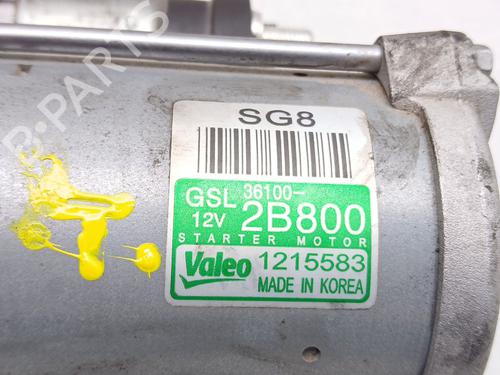 B-PARTS
SG8
GSL 36100-
12V 2B800
STARTER MOTOR
Valeo 1215583
MADE IN KOREA